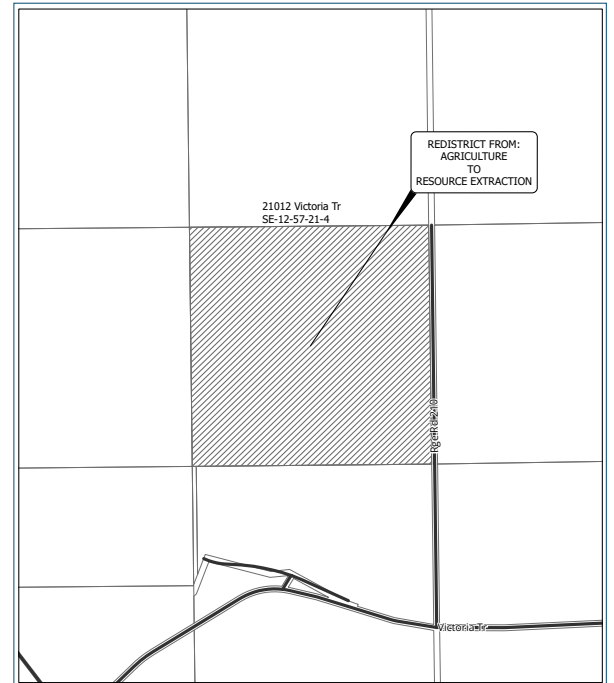 REDISTRICT FROM:
AGRICULTURE
TO
RESOURCE EXTRACTION
21012 Victoria Tr
SE-12-57-21-4
Rge Rd 210
Victoria Tr